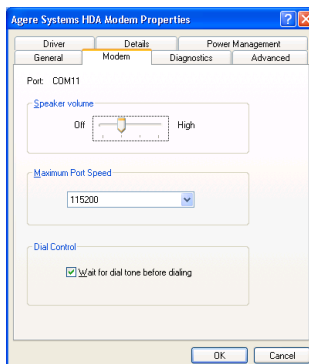 Agere Systems HDA Modem Properties
Driver Details Power Management
General Modem Diagnostics Advanced
Port: COM11
Speaker volume
Off High
Maximum Port Speed
115200
Dial Control
Wait for dial tone before dialing
OK Cancel